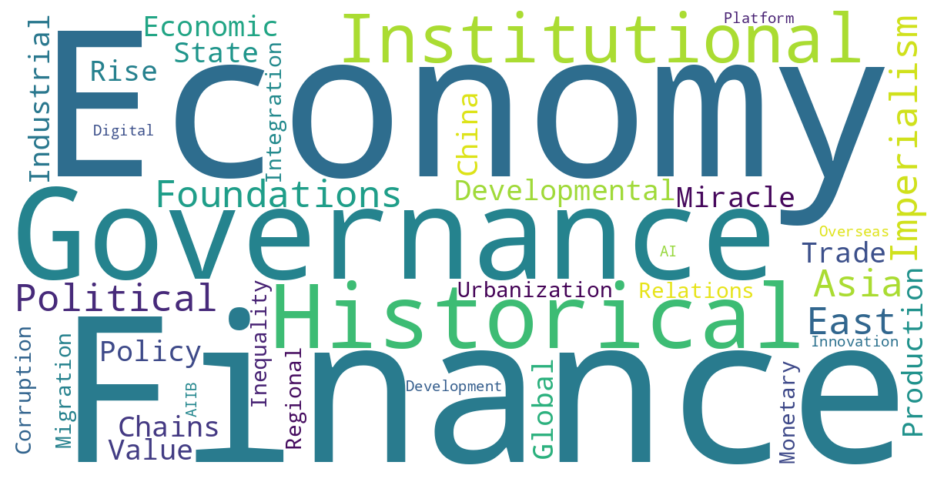 Platform
Economic
Institutional
Industrial
State
Imperialism
Economy
Rise
Integration
China
Digital
Foundations
Developmental
Miracle
Governance
Overseas
Trade
AI
Asia
Political
Historical
Urbanization
Relations
Production
East
Inequality
Finance
Corruption
Migration
Policy
Innovation
Regional
AIIB
Development
Global
Monetary
Chains
Value